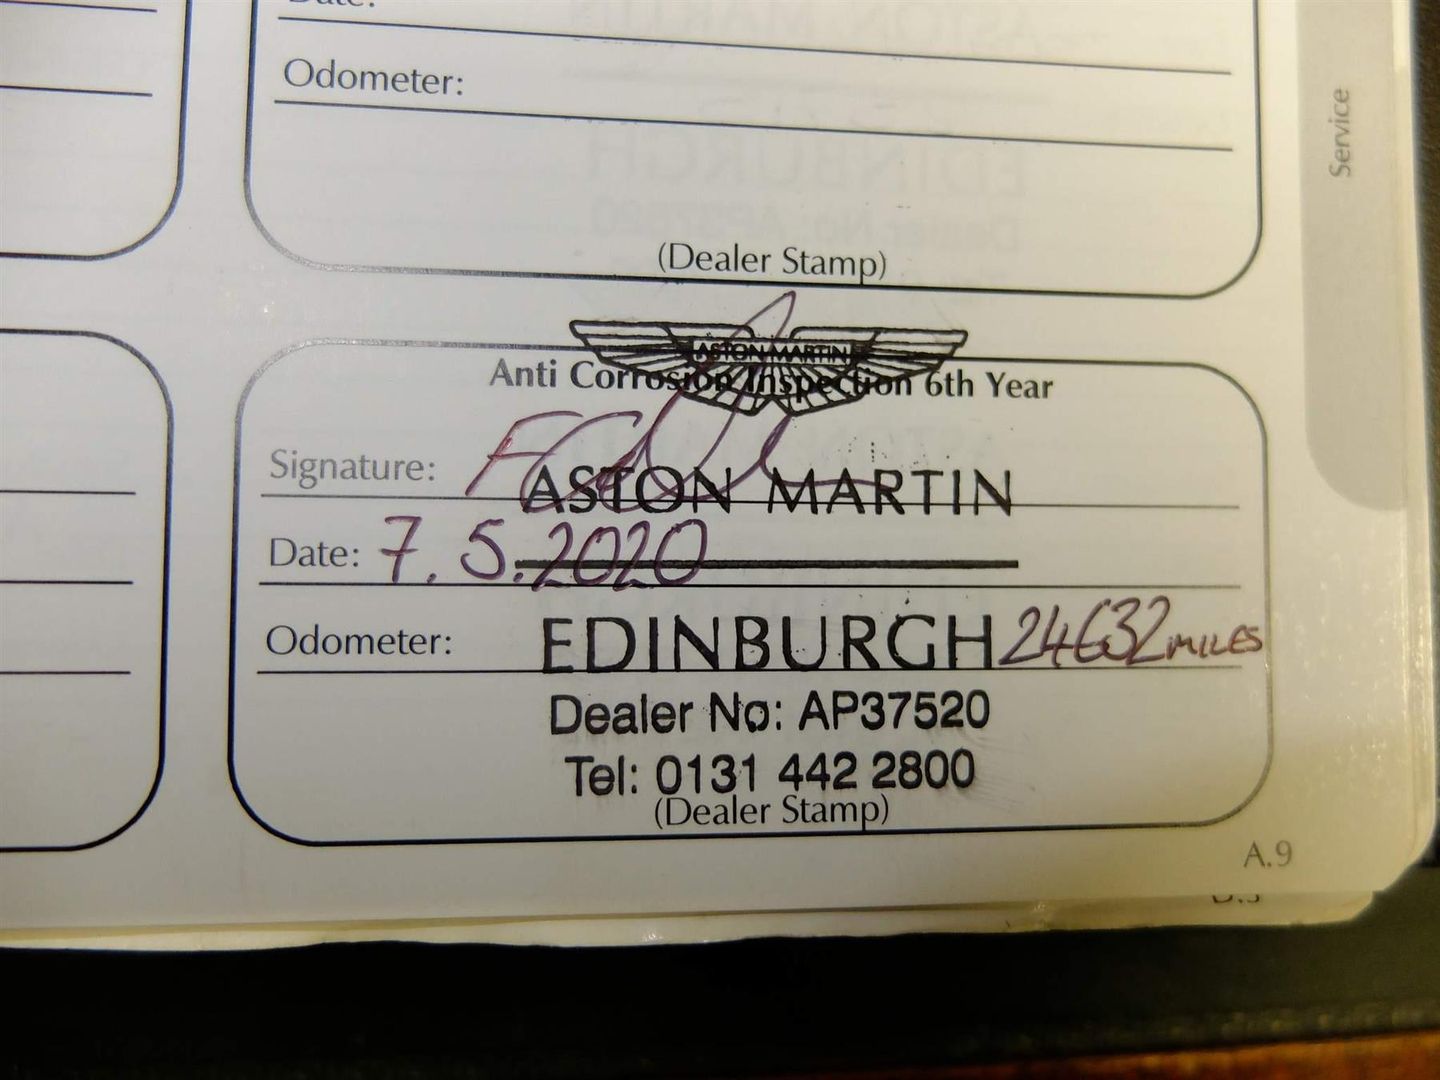 Date:
Odometer:
(Dealer Stamp)
Service
ASTON MARTIN
Anti Corrosion Inspection 6th Year
Signature:
ASTON MARTIN
Date: 7.5.2020
EDINBURGH
Odometer: 24632 MILES
Dealer No: AP37520
Tel: 0131 442 2800
(Dealer Stamp)
A.9